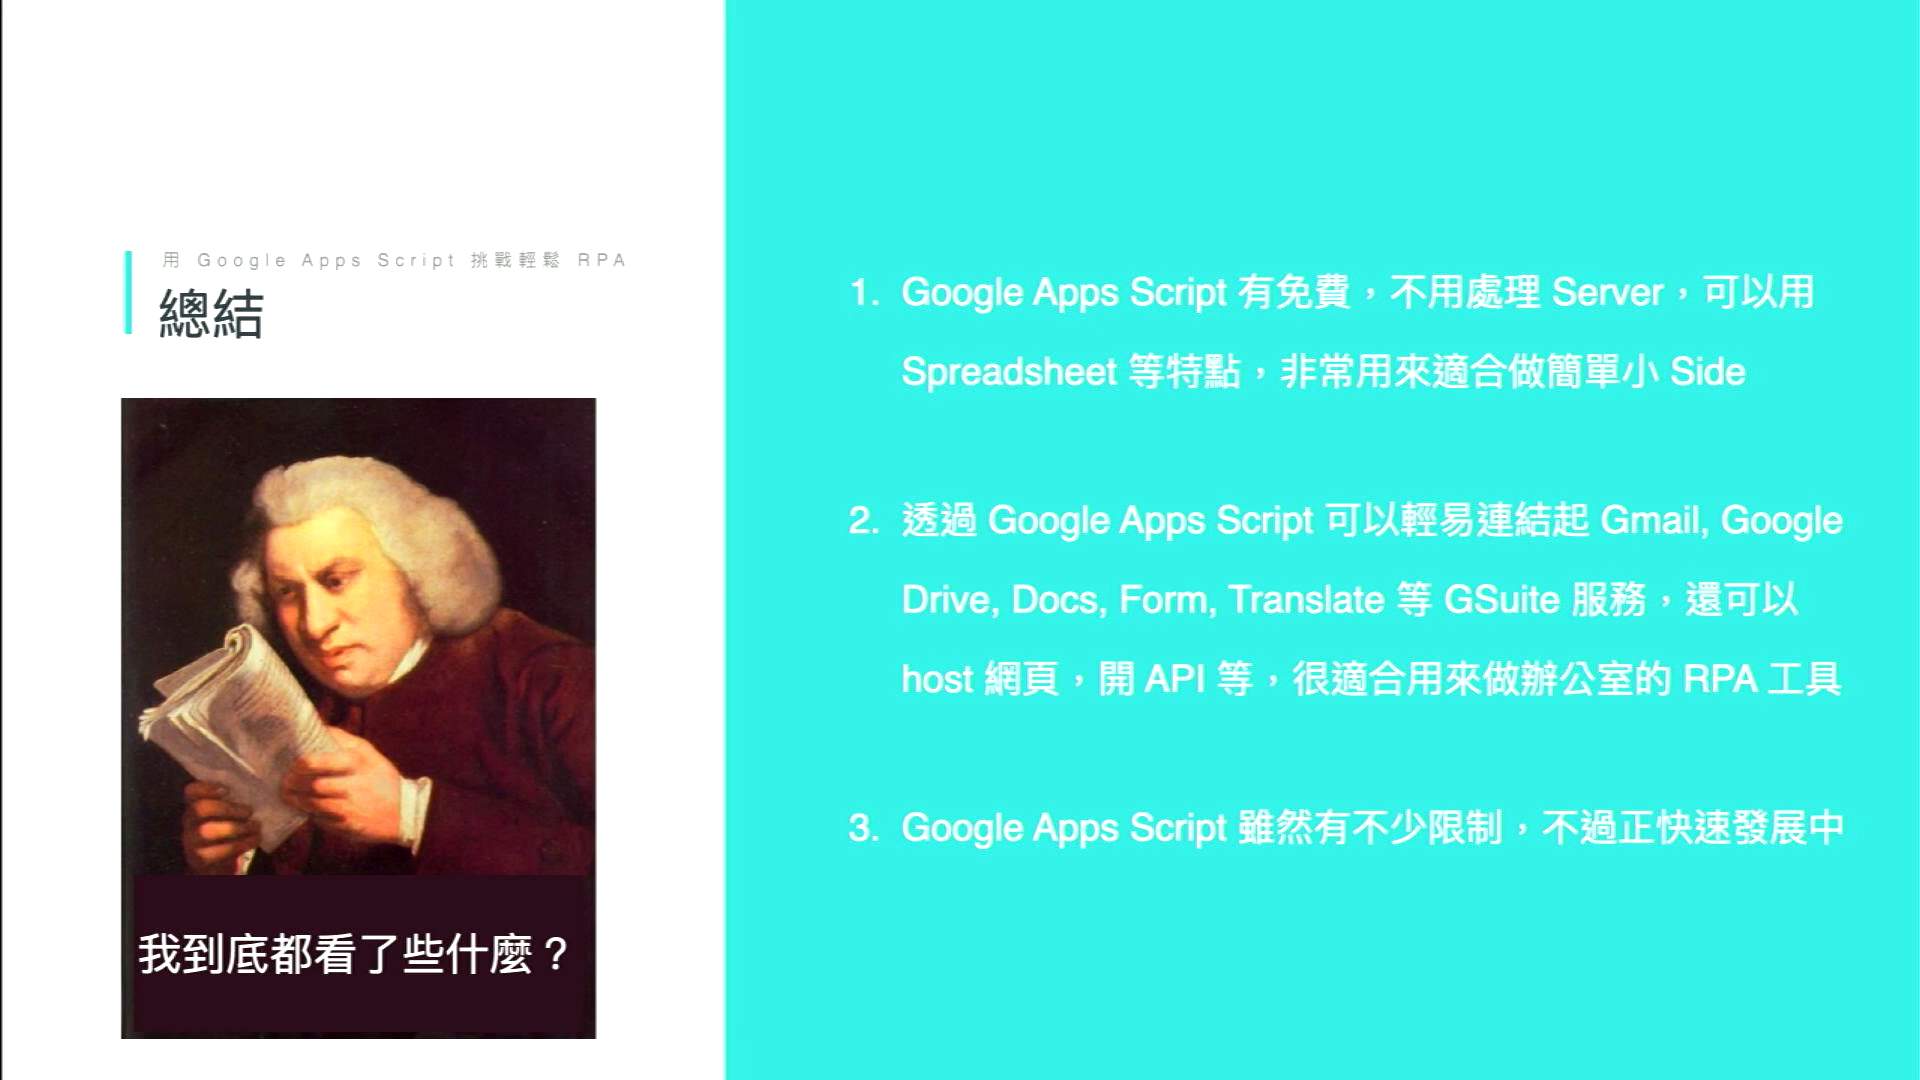 用 Google Apps Script 挑戰輕鬆 RPA
總結
我到底都看了些什麼？
1. Google Apps Script 有免費，不用處理 Server，可以用
Spreadsheet 等特點，非常用來適合做簡單小 Side
2. 透過 Google Apps Script 可以輕易連結起 Gmail, Google
Drive, Docs, Form, Translate 等 GSuite 服務，還可以
host 網頁，開 API 等，很適合用來做辦公室的 RPA 工具
3. Google Apps Script 雖然有不少限制，不過正快速發展中